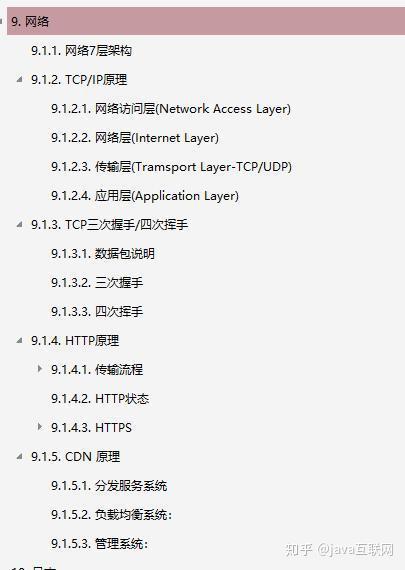 9. 网络
9.1.1. 网络7层架构
9.1.2. TCP/IP原理
9.1.2.1. 网络访问层(Network Access Layer)
9.1.2.2. 网络层(Internet Layer)
9.1.2.3. 传输层(Tramsport Layer-TCP/UDP)
9.1.2.4. 应用层(Application Layer)
9.1.3. TCP三次握手/四次挥手
9.1.3.1. 数据包说明
9.1.3.2. 三次握手
9.1.3.3. 四次挥手
9.1.4. HTTP原理
9.1.4.1. 传输流程
9.1.4.2. HTTP状态
9.1.4.3. HTTPS
9.1.5. CDN 原理
9.1.5.1. 分发服务系统
9.1.5.2. 负载均衡系统：
9.1.5.3. 管理系统：
知乎 @java互联网